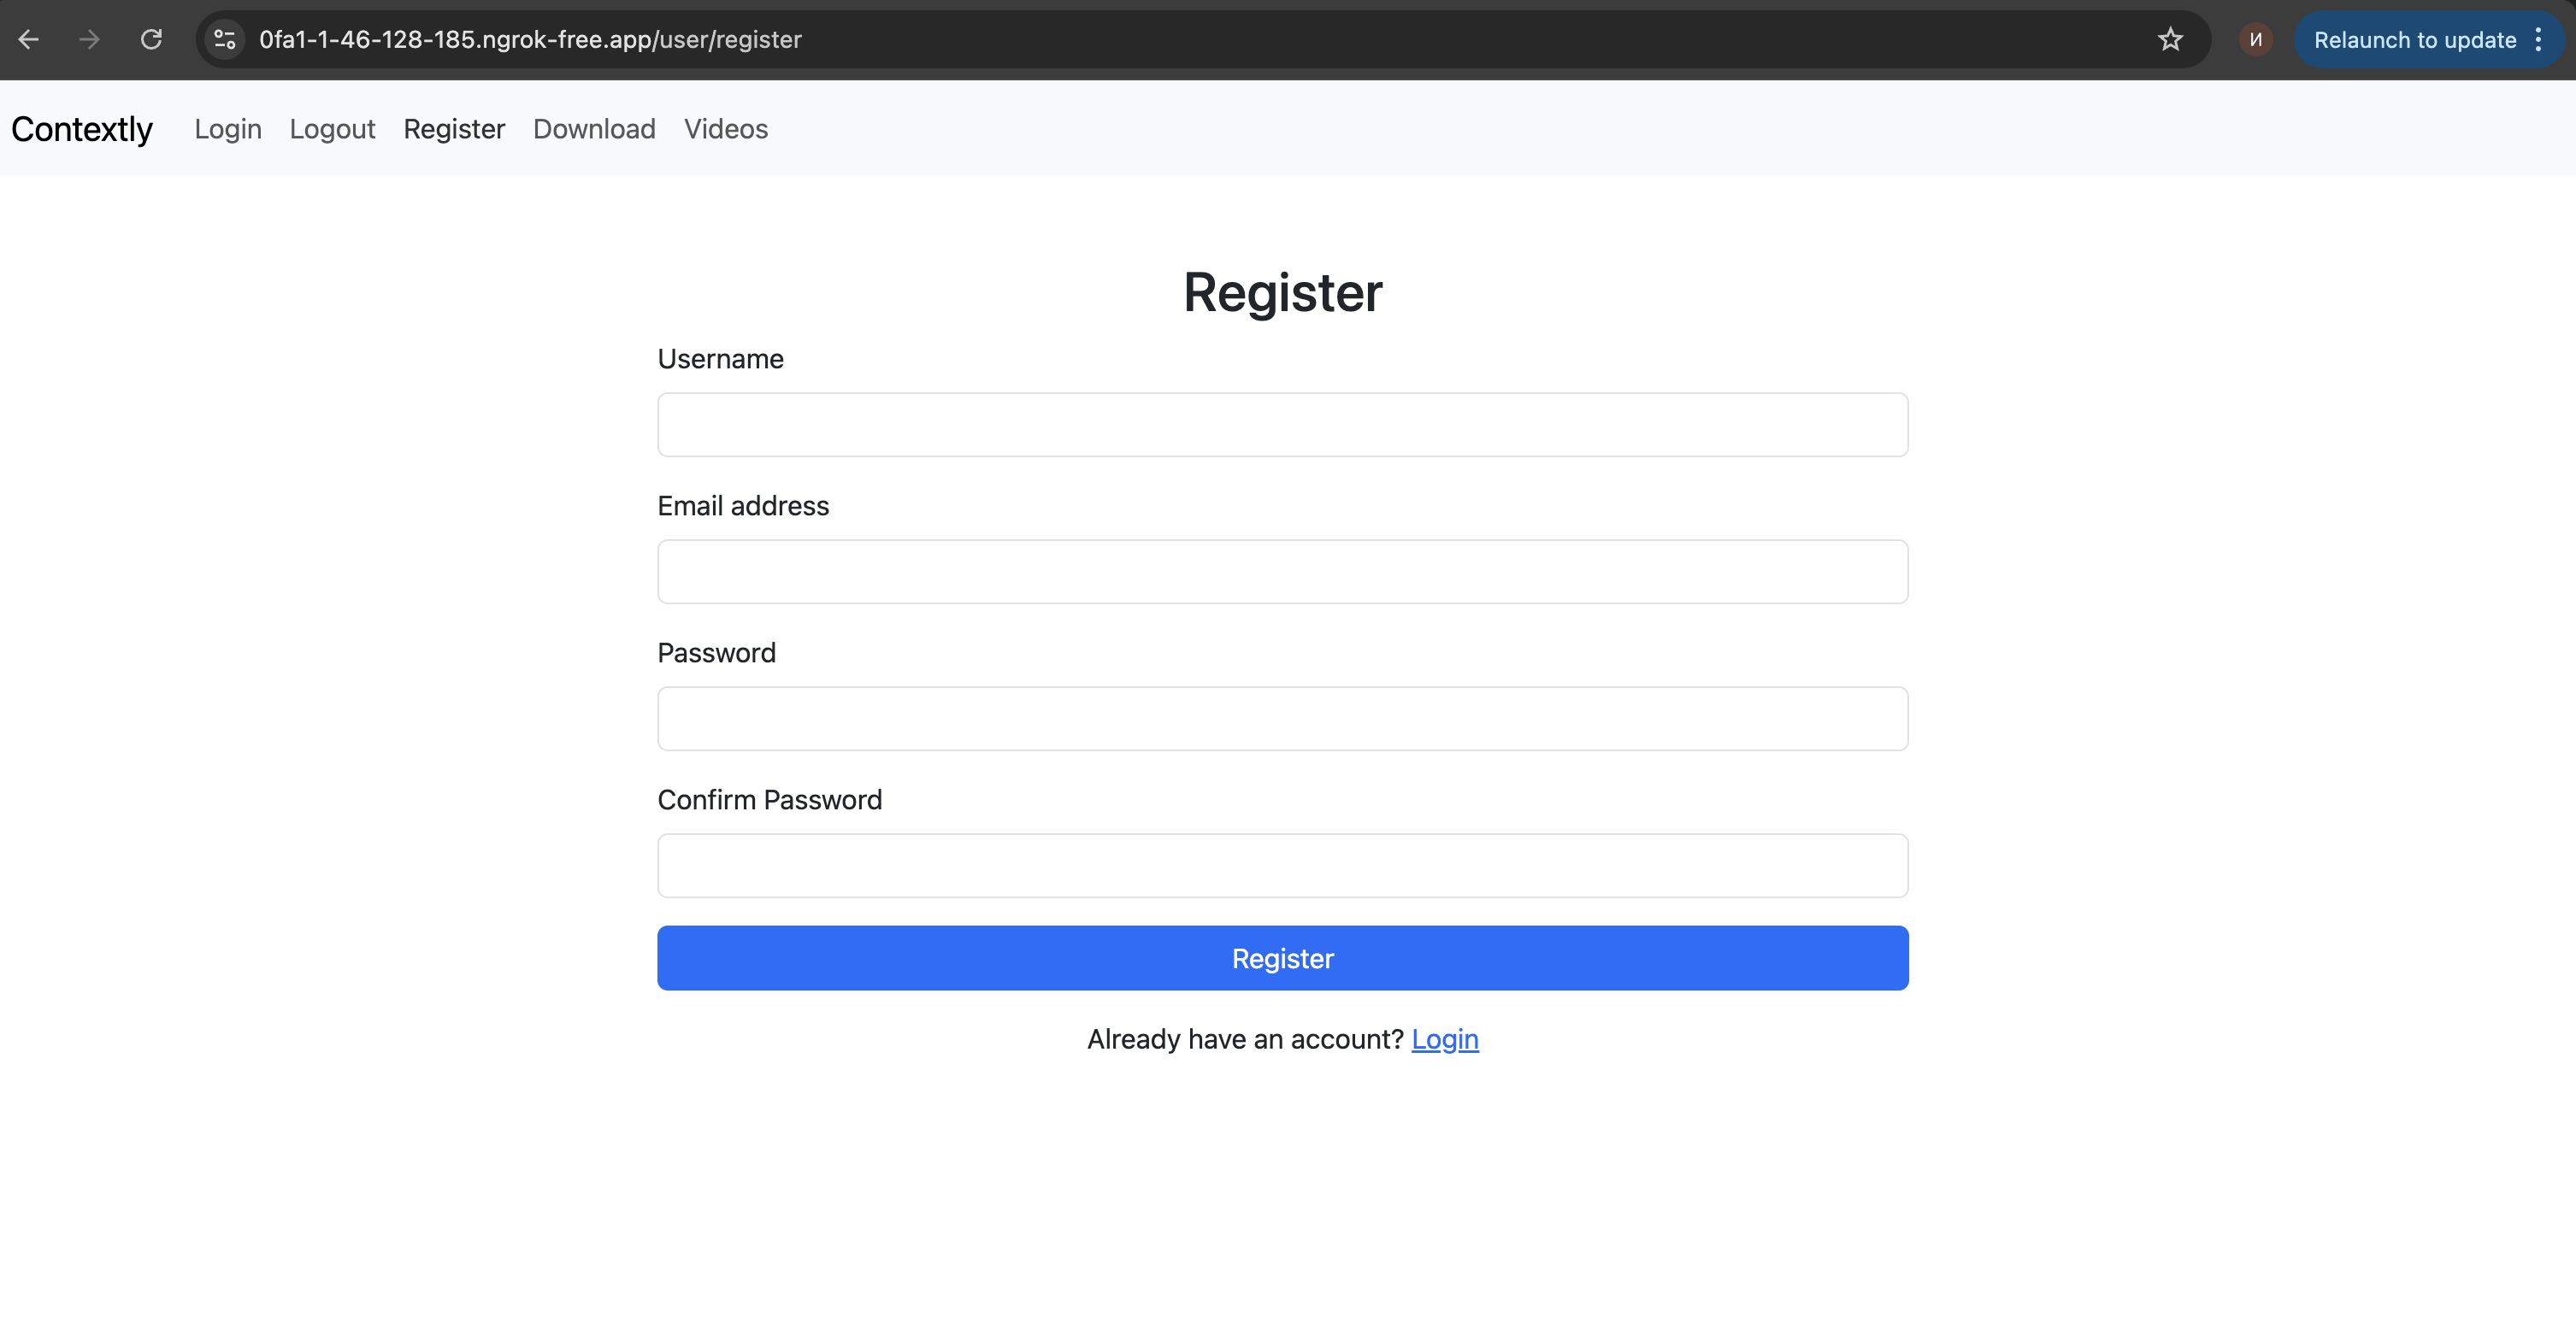 0fa1-1-46-128-185.ngrok-free.app/user/register
И
Relaunch to update
Contextly Login Logout Register Download Videos
Register
Username
Email address
Password
Confirm Password
Register
Already have an account? Login